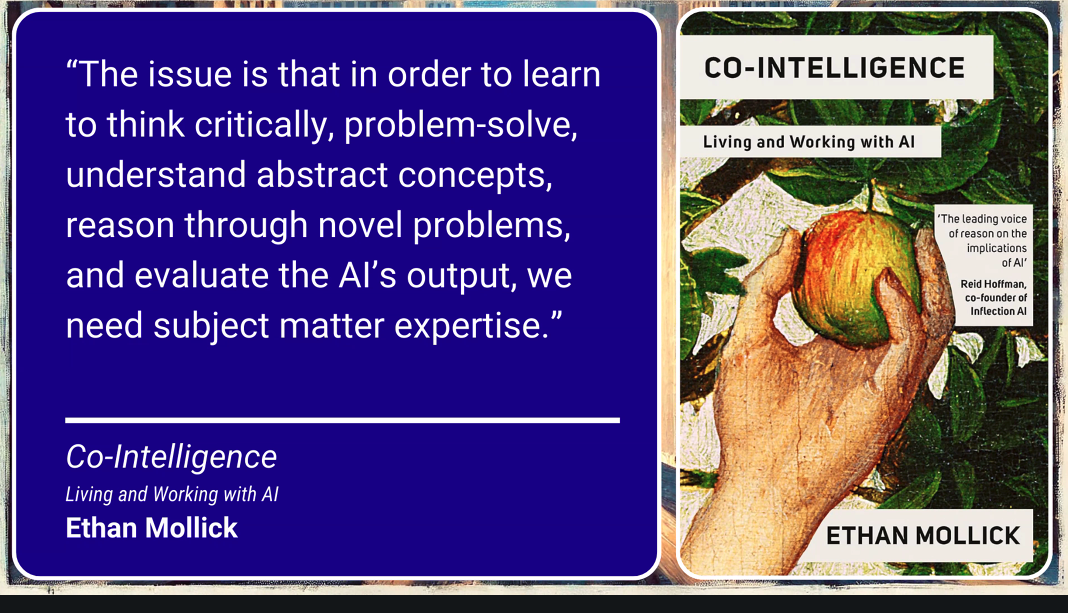 “The issue is that in order to learn
to think critically, problem-solve,
understand abstract concepts,
reason through novel problems,
and evaluate the AI’s output, we
need subject matter expertise.”
Co-Intelligence
Living and Working with AI
Ethan Mollick
CO-INTELLIGENCE
Living and Working with AI
‘The leading voice
of reason on the
implications
of AI’
Reid Hoffman,
co-founder of
Inflection AI
ETHAN MOLLICK